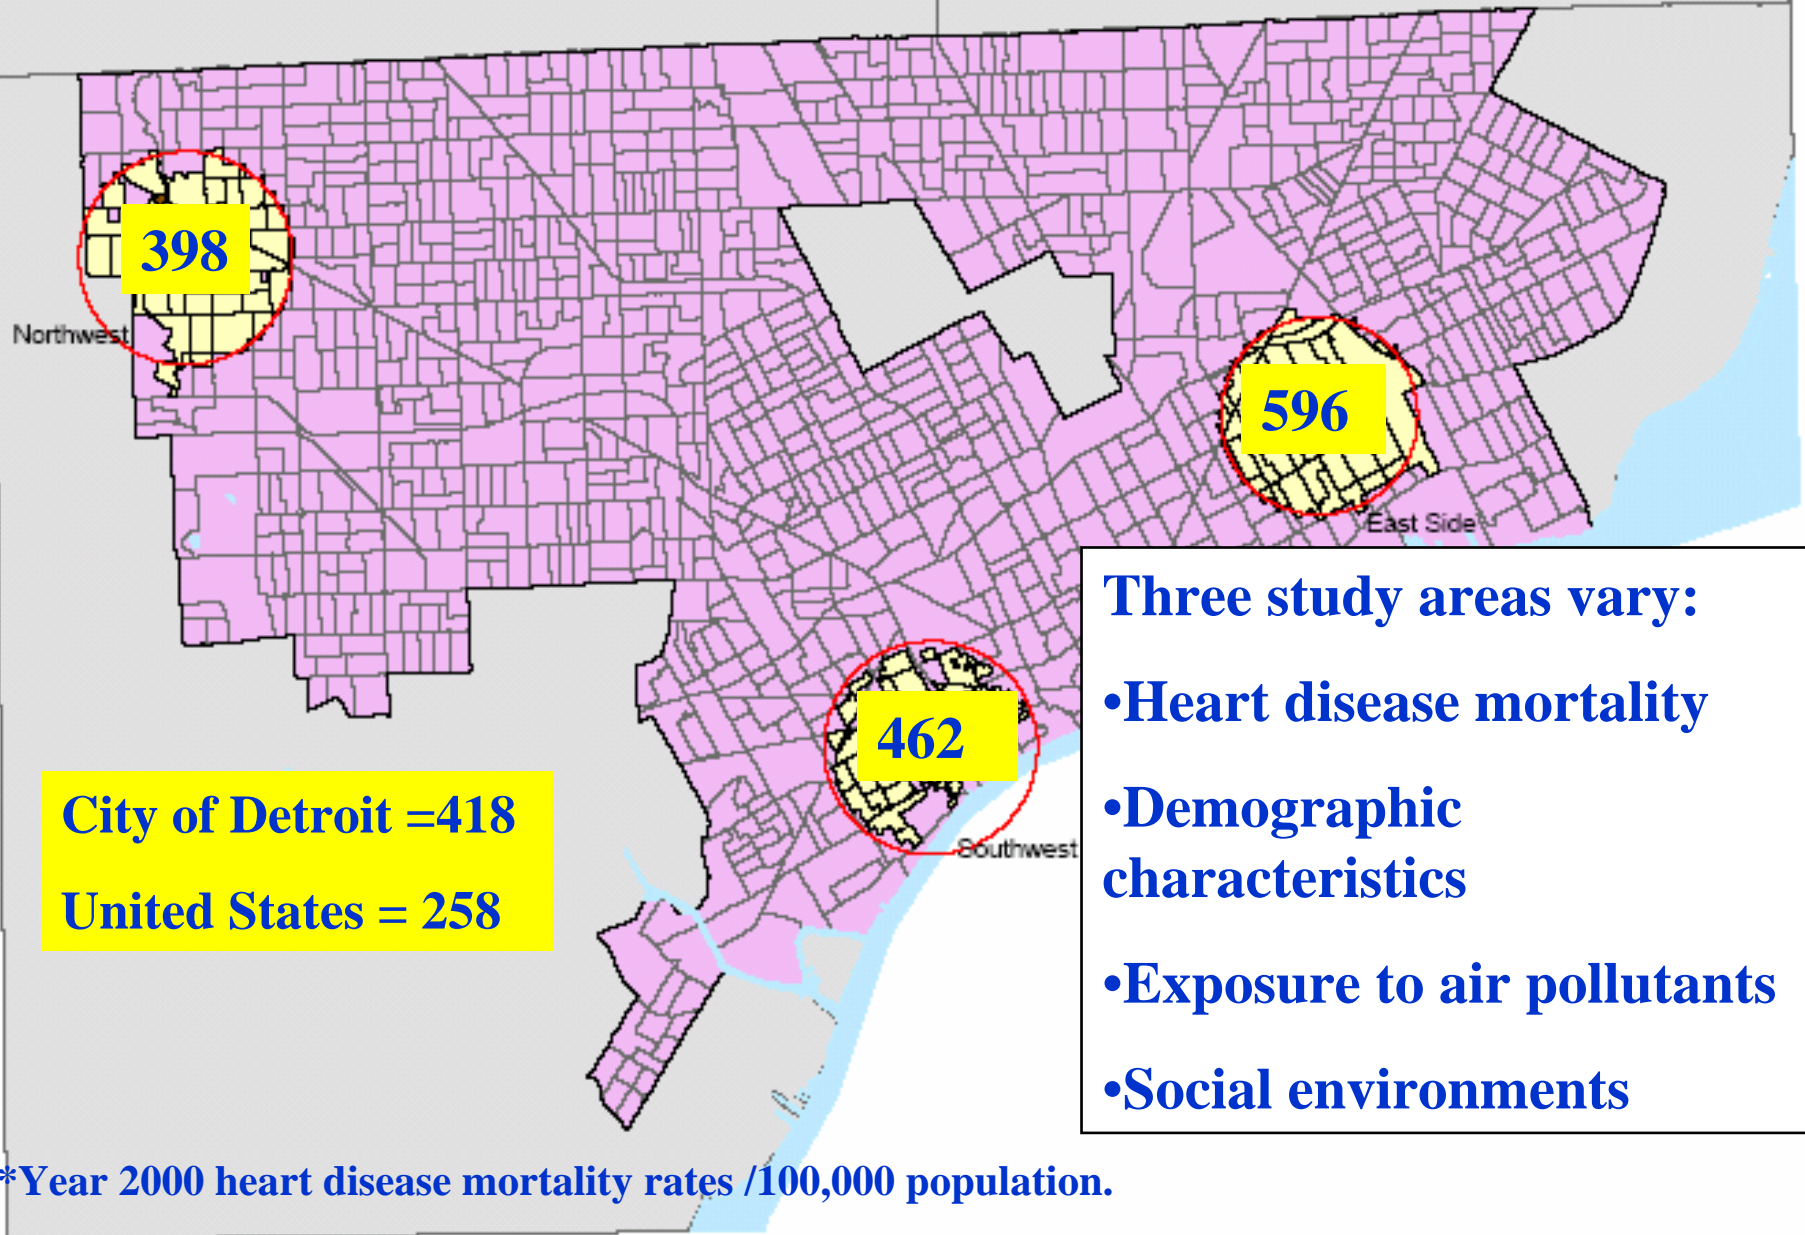 398
Northwest
596
East Side
462
Southwest
City of Detroit =418
United States = 258
Three study areas vary:
•Heart disease mortality
•Demographic
characteristics
•Exposure to air pollutants
•Social environments
*Year 2000 heart disease mortality rates /100,000 population.